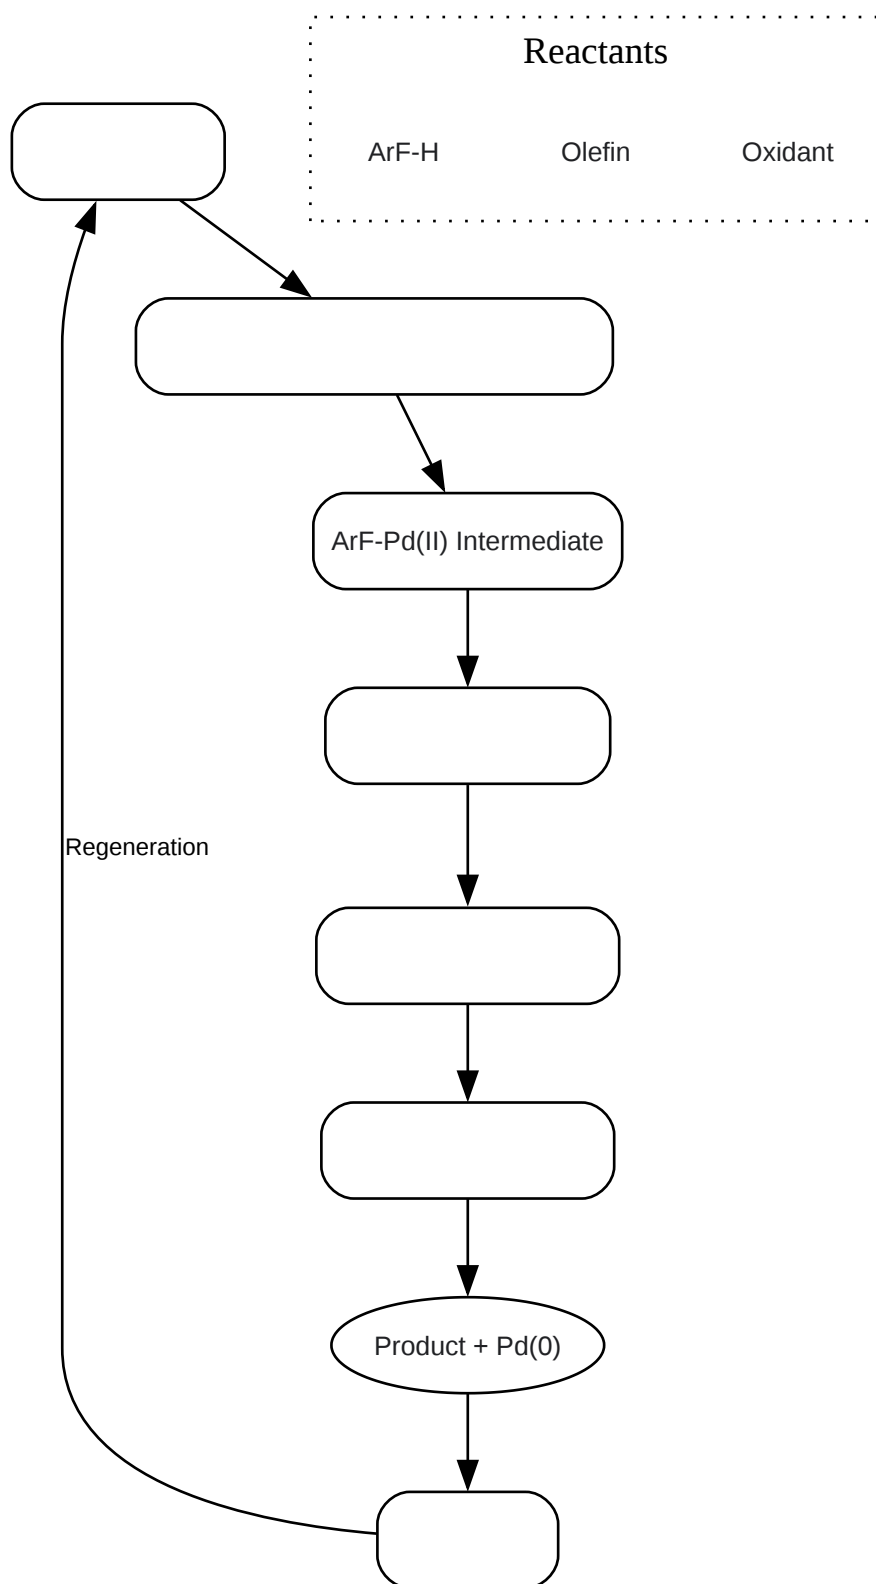 Reactants
ArF-H
Olefin
Oxidant
ArF-Pd(II) Intermediate
Regeneration
Product + Pd(0)